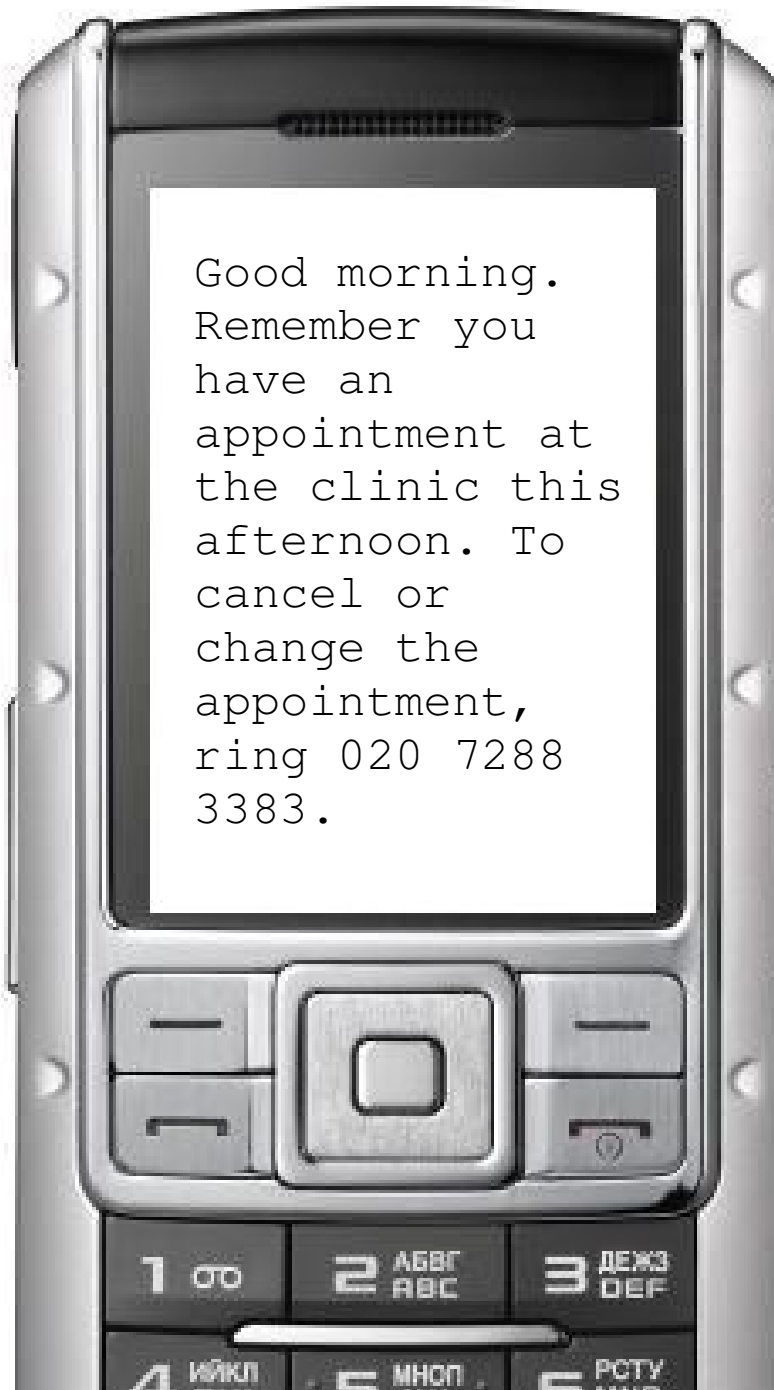 Good morning.
Remember you
have an
appointment at
the clinic this
afternoon. To
cancel or
change the
appointment,
ring 020 7288
3383.
1
2 АБВГ
ABC
3 ДЕЖЗ
DEF
4 ИЙКЛ
5 МНОП
РСТУ